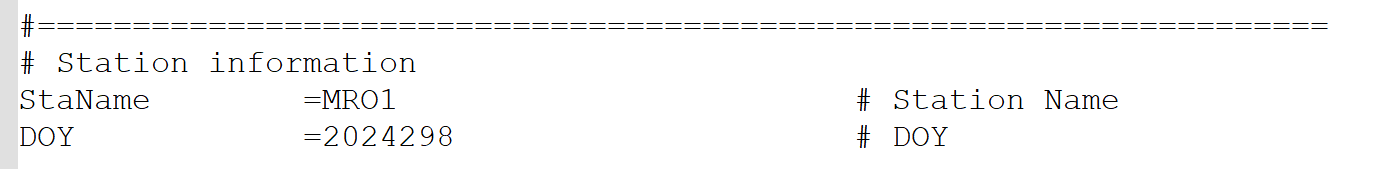 #====================================================================
# Station information
StaName        =MRO1                        # Station Name
DOY            =2024298                     # DOY